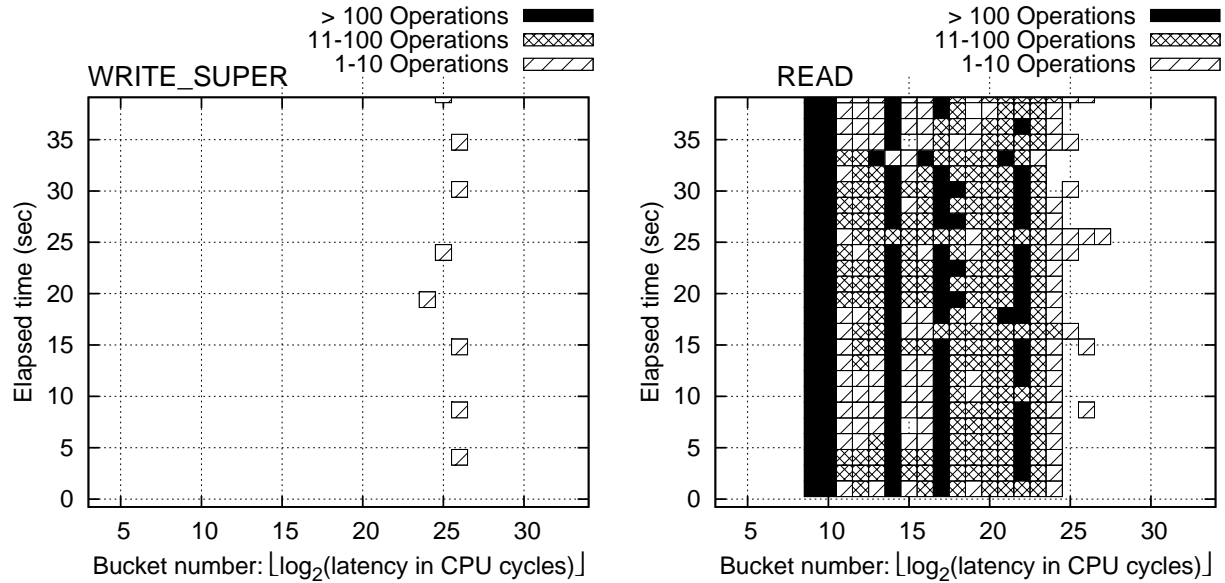 > 100 Operations
11-100 Operations
1-10 Operations
WRITE_SUPER
Elapsed time (sec)
35
30
25
20
15
10
5
0
5 10 15 20 25 30
Bucket number: ⌊log₂(latency in CPU cycles)⌋
> 100 Operations
11-100 Operations
1-10 Operations
READ
Elapsed time (sec)
35
30
25
20
15
10
5
0
5 10 15 20 25 30
Bucket number: ⌊log₂(latency in CPU cycles)⌋